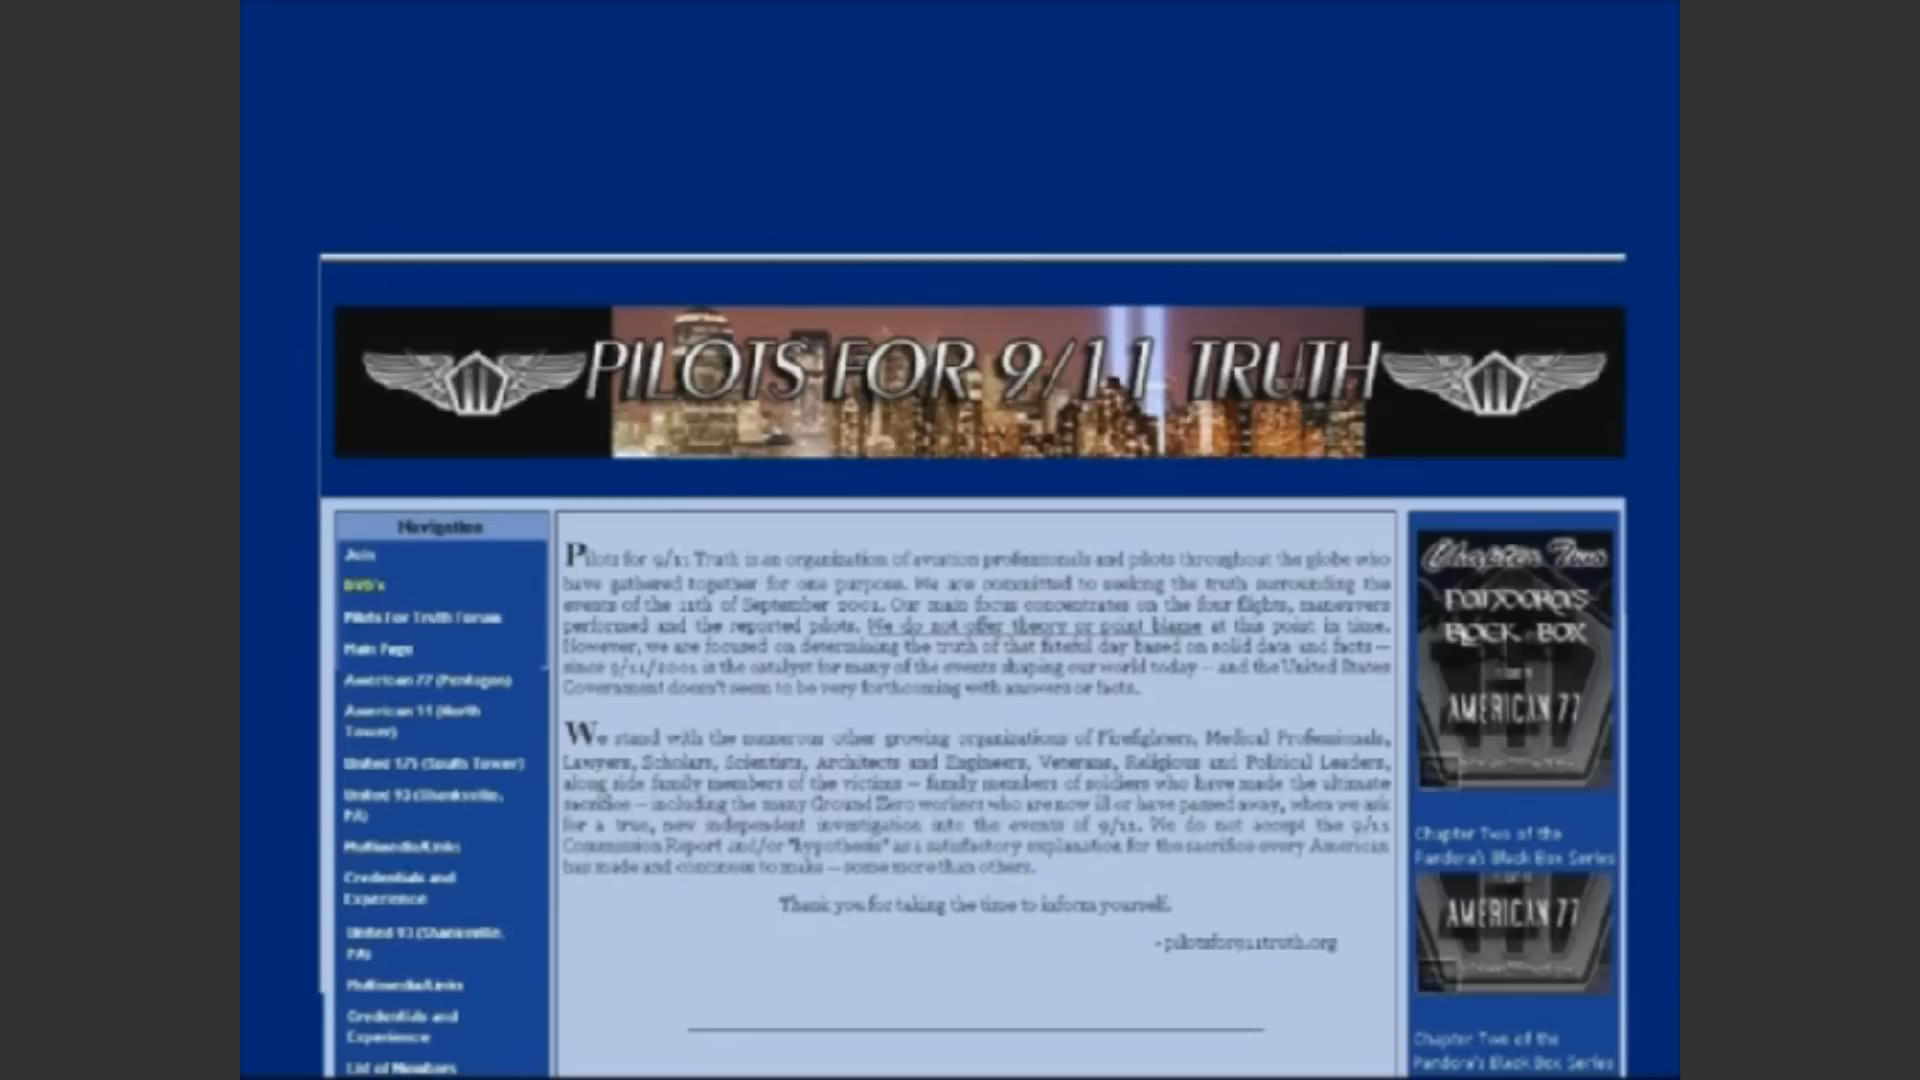 PILOTS FOR 9/11 TRUTH
Navigation
Join
DVD's
Pilots For Truth Forum
Main Page
American 77 (Pentagon)
American 11 (North
Tower)
United 175 (South Tower)
United 93 (Shanksville,
PA)
Multimedia/Links
Credentials and
Experience
United 93 (Shanksville,
PA)
Multimedia/Links
Credentials and
Experience
List of Members
Pilots for 9/11 Truth is an organization of aviation professionals and pilots throughout the globe who
have gathered together for one purpose. We are committed to seeking the truth surrounding the
events of the 11th of September 2001. Our main focus concentrates on the four flights, maneuvers
performed and the reported pilots. We do not offer theory or point blame at this point in time.
However, we are focused on determining the truth of that fateful day based on solid data and facts --
since 9/11/2001 is the catalyst for many of the events shaping our world today -- and the United States
Government doesn't seem to be very forthcoming with answers or facts.
We stand with the numerous other growing organizations of Firefighters, Medical Professionals,
Lawyers, Scholars, Scientists, Architects and Engineers, Veterans, Religious and Political Leaders,
along side family members of the victims -- family members of soldiers who have made the ultimate
sacrifice -- including the many Ground Zero workers who are now ill or have passed away, when we ask
for a true, new independent investigation into the events of 9/11. We do not accept the 9/11
Commission Report and/or "hypothesis" as a satisfactory explanation for the sacrifice every American
has made and continues to make -- some more than others.
Thank you for taking the time to inform yourself.
-pilotsfor911truth.org
Chapter Two
PANDORA'S
BLACK BOX
AMERICAN 77
Chapter Two of the
Pandora's Black Box Series
AMERICAN 77
Chapter Two of the
Pandora's Black Box Series